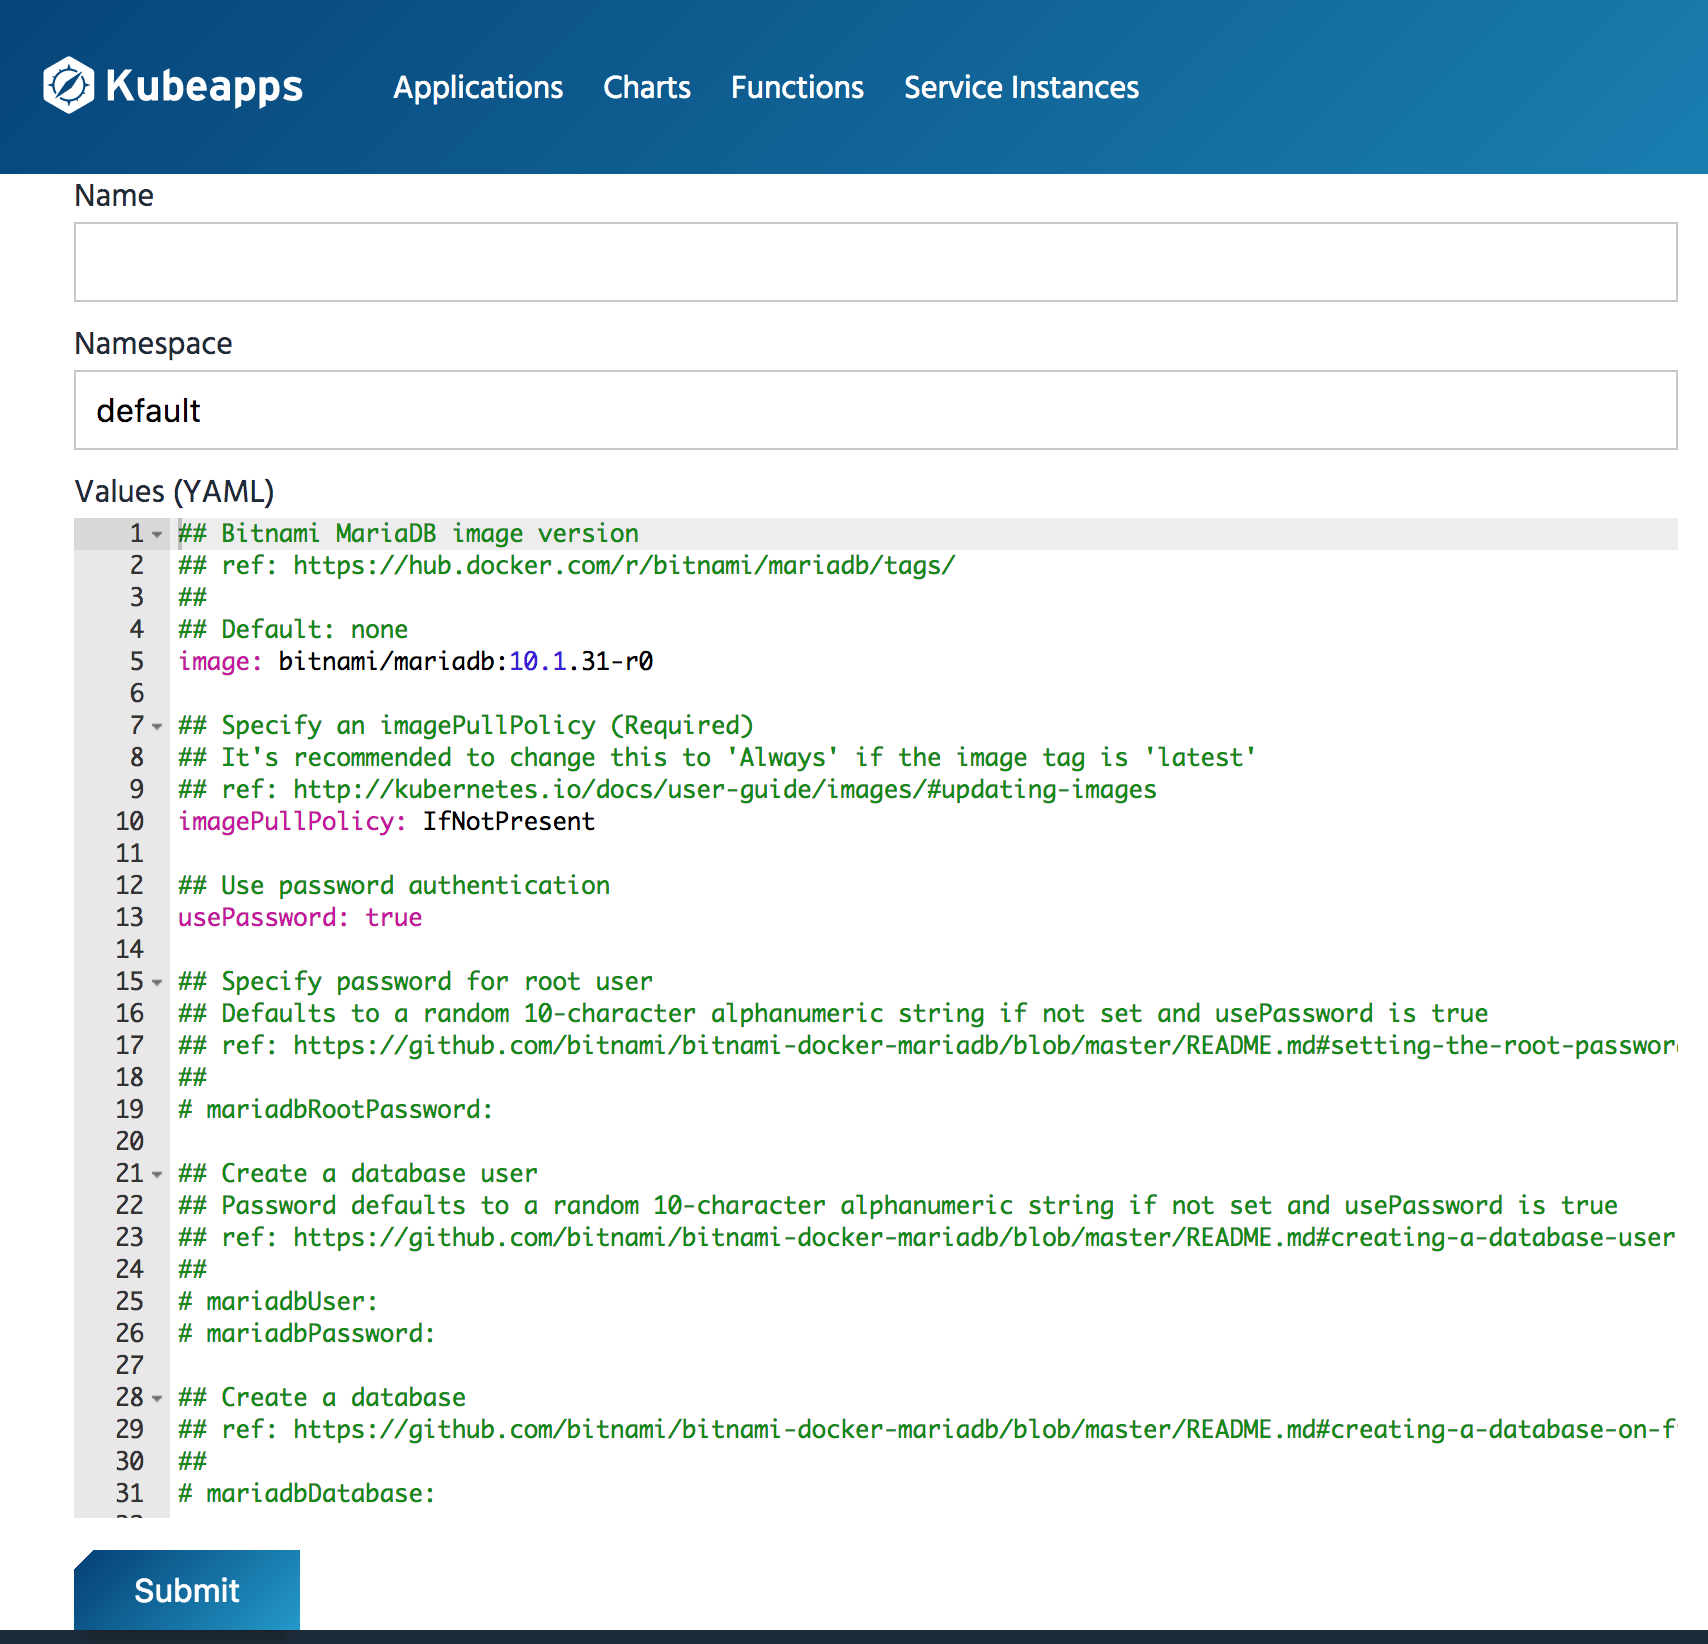 Kubeapps Applications Charts Functions Service Instances
Name
Namespace
default
Values (YAML)
1 ## Bitnami MariaDB image version
2 ## ref: https://hub.docker.com/r/bitnami/mariadb/tags/
3 ##
4 ## Default: none
5 image: bitnami/mariadb:10.1.31-r0
6
7 ## Specify an imagePullPolicy (Required)
8 ## It's recommended to change this to 'Always' if the image tag is 'latest'
9 ## ref: http://kubernetes.io/docs/user-guide/images/#updating-images
10 imagePullPolicy: IfNotPresent
11
12 ## Use password authentication
13 usePassword: true
14
15 ## Specify password for root user
16 ## Defaults to a random 10-character alphanumeric string if not set and usePassword is true
17 ## ref: https://github.com/bitnami/bitnami-docker-mariadb/blob/master/README.md#setting-the-root-passwor
18 ##
19 # mariadbRootPassword:
20
21 ## Create a database user
22 ## Password defaults to a random 10-character alphanumeric string if not set and usePassword is true
23 ## ref: https://github.com/bitnami/bitnami-docker-mariadb/blob/master/README.md#creating-a-database-user
24 ##
25 # mariadbUser:
26 # mariadbPassword:
27
28 ## Create a database
29 ## ref: https://github.com/bitnami/bitnami-docker-mariadb/blob/master/README.md#creating-a-database-on-f
30 ##
31 # mariadbDatabase:
Submit